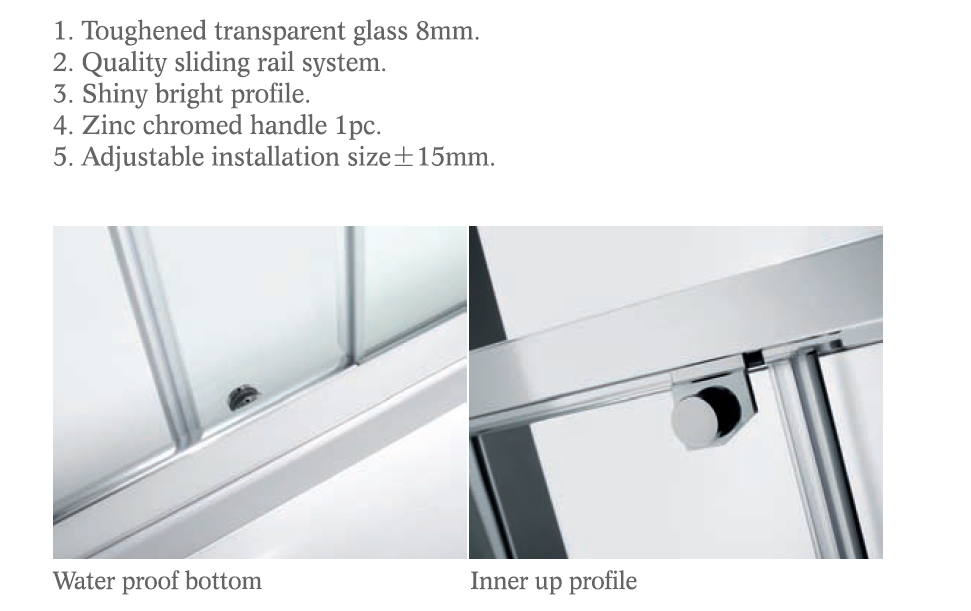 1. Toughened transparent glass 8mm.
2. Quality sliding rail system.
3. Shiny bright profile.
4. Zinc chromed handle 1pc.
5. Adjustable installation size±15mm.
Water proof bottom
Inner up profile